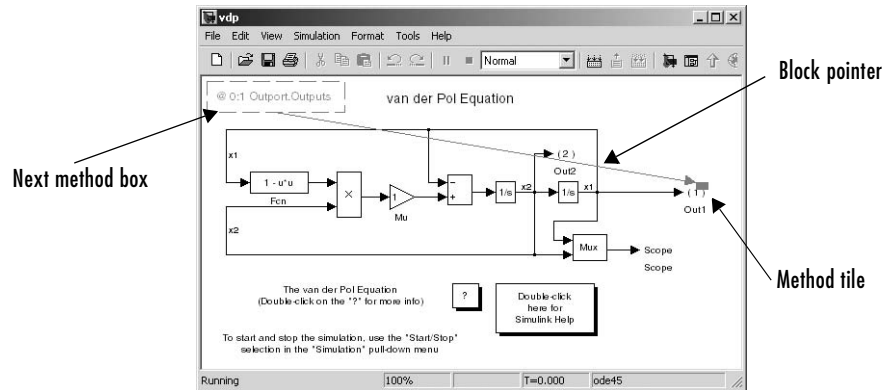 vdp
File Edit View Simulation Format Tools Help
Normal
@ 0:1 Outport.Outputs
van der Pol Equation
Block pointer
Next method box
x1
1 - u*u
Fcn
×
1
Mu
−
+
1/s
x2
( 2 )
Out2
1/s
x1
( 1 )
Out1
x2
Mux
Scope
Scope
Method tile
The van der Pol Equation
(Double-click on the "?" for more info)
?
Double-click
here for
Simulink Help
To start and stop the simulation, use the "Start/Stop"
selection in the "Simulation" pull-down menu
Running 100% T=0.000 ode45